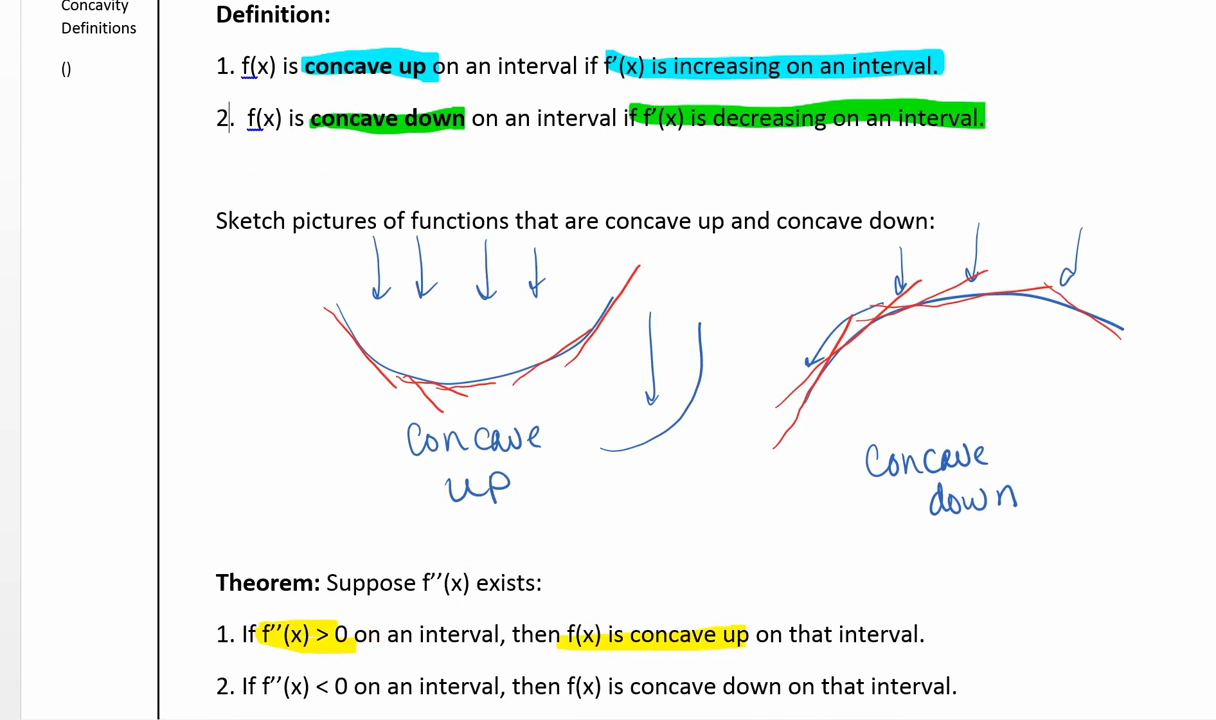 Concavity
Definitions
()
Definition:
1. f(x) is concave up on an interval if f’(x) is increasing on an interval.
2. f(x) is concave down on an interval if f’(x) is decreasing on an interval.
Sketch pictures of functions that are concave up and concave down:
Concave
up
Concave
down
Theorem: Suppose f’’(x) exists:
1. If f’’(x) > 0 on an interval, then f(x) is concave up on that interval.
2. If f’’(x) < 0 on an interval, then f(x) is concave down on that interval.